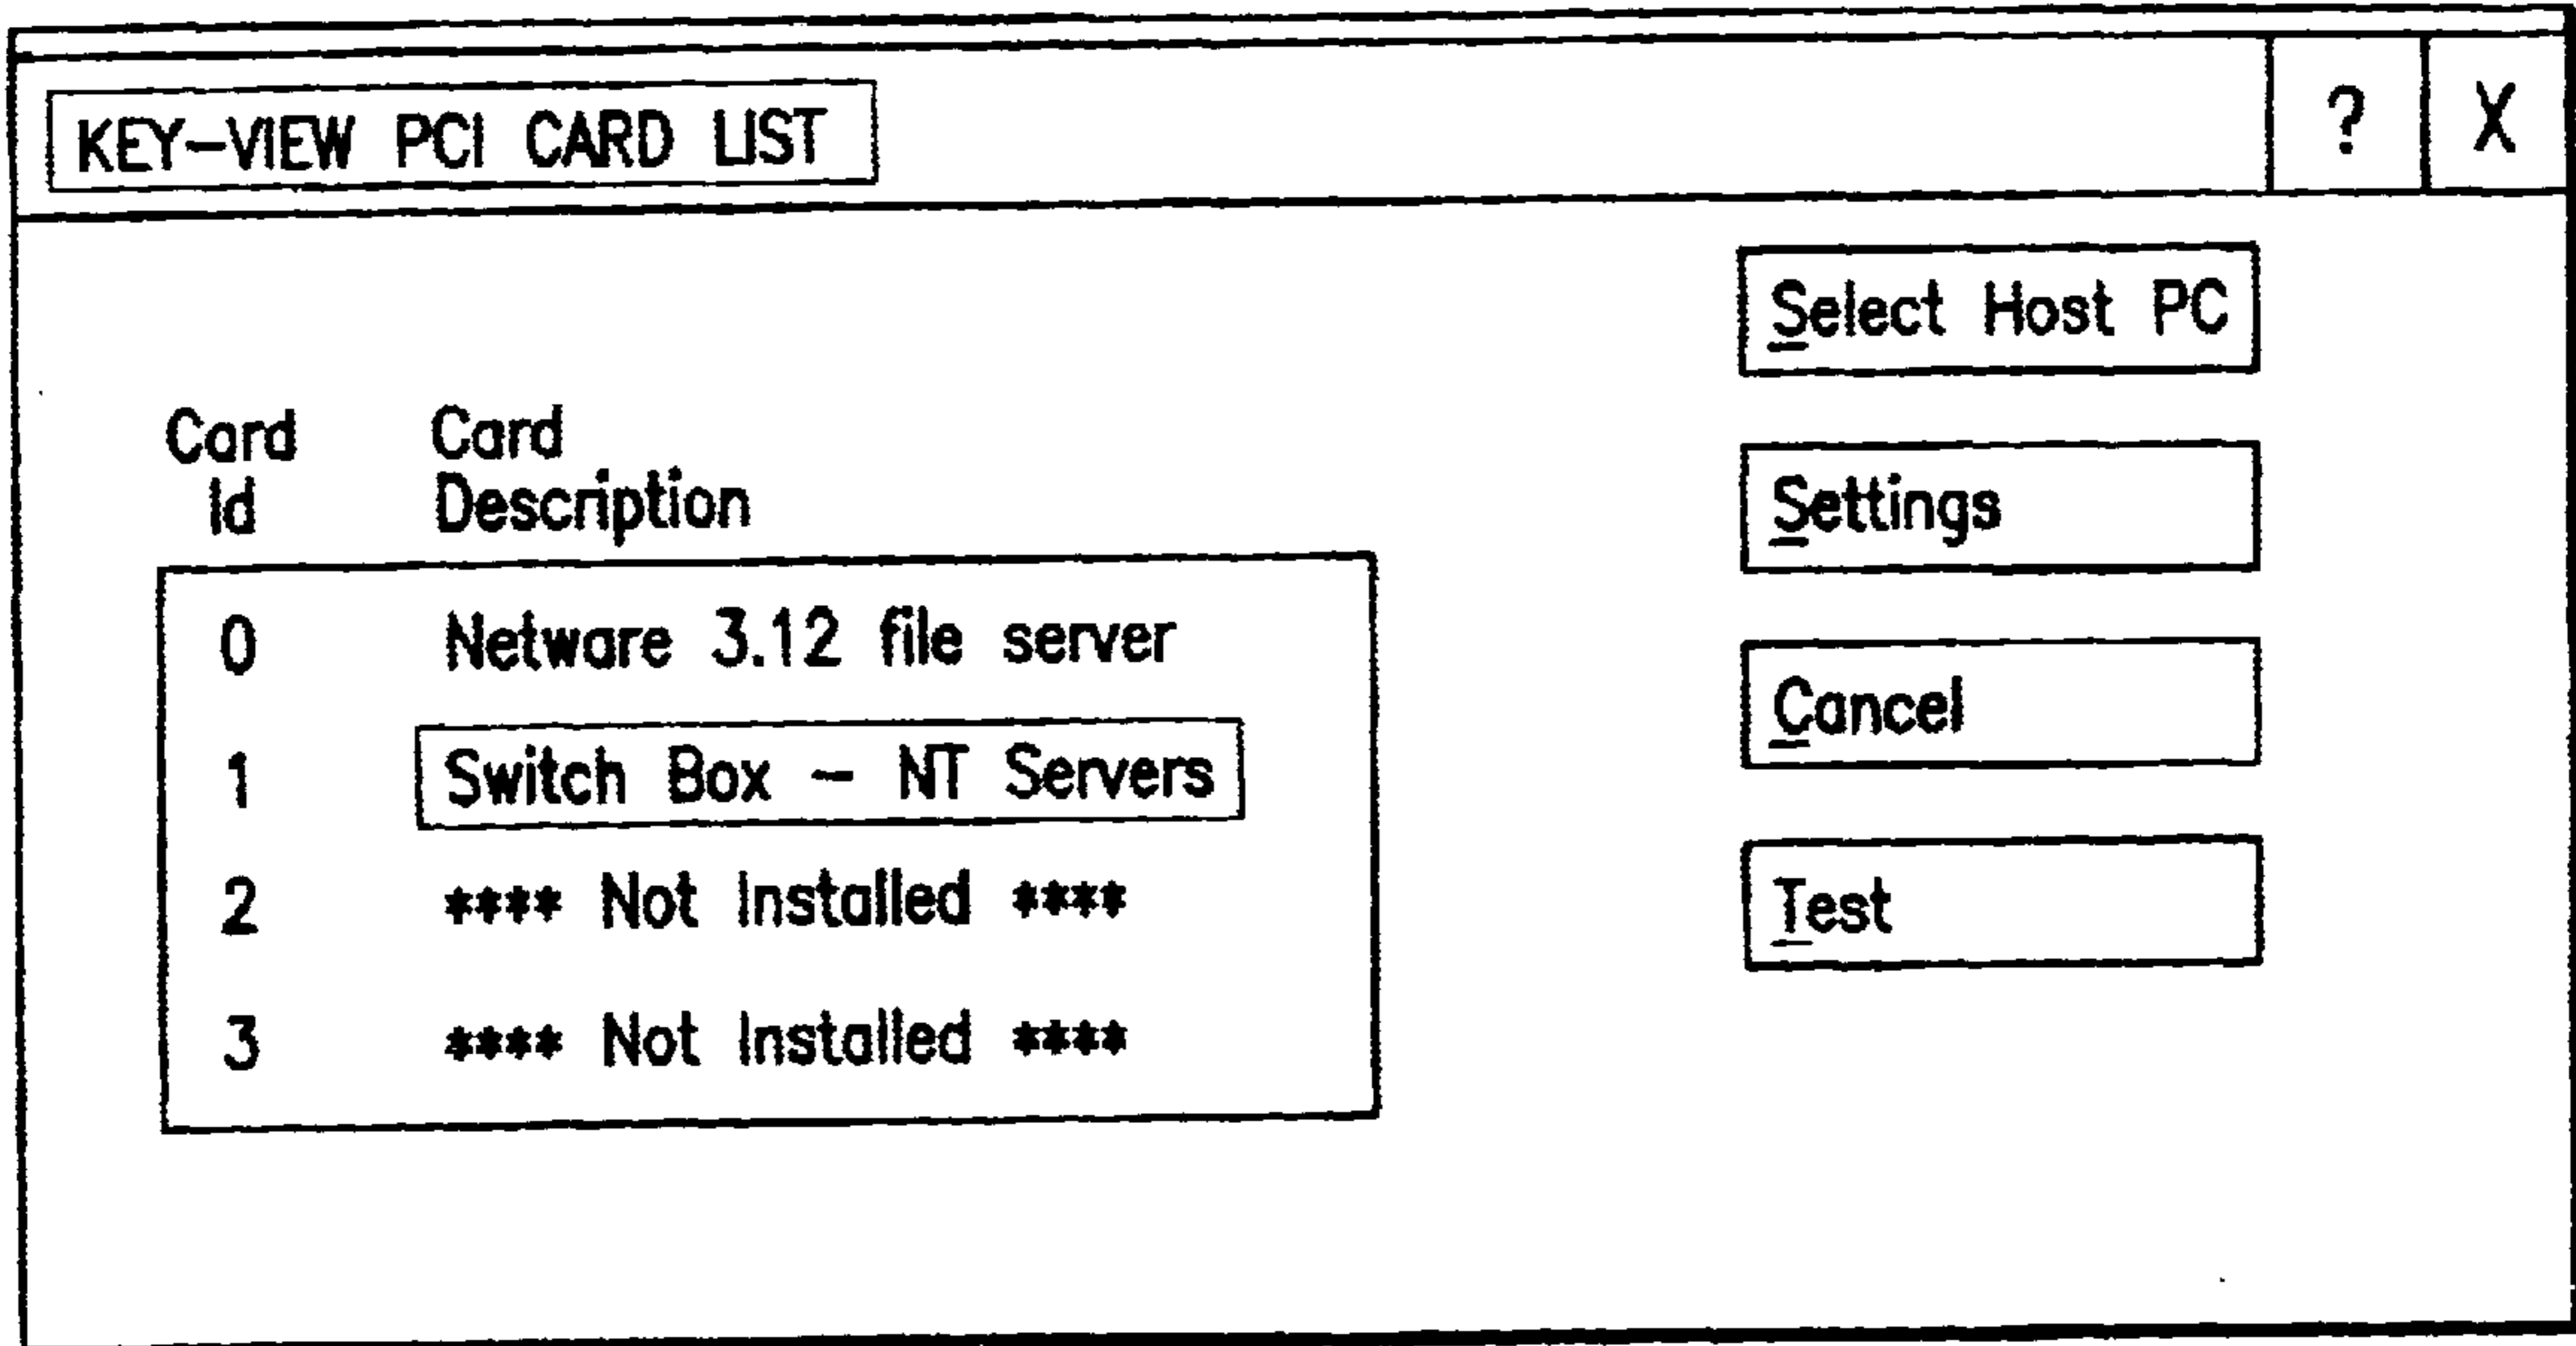 KEY-VIEW PCI CARD LIST ? X
Select Host PC
Card Card
Id Description
Settings
0 Netware 3.12 file server
1 Switch Box - NT Servers
Cancel
2 **** Not Installed ****
Test
3 **** Not Installed ****